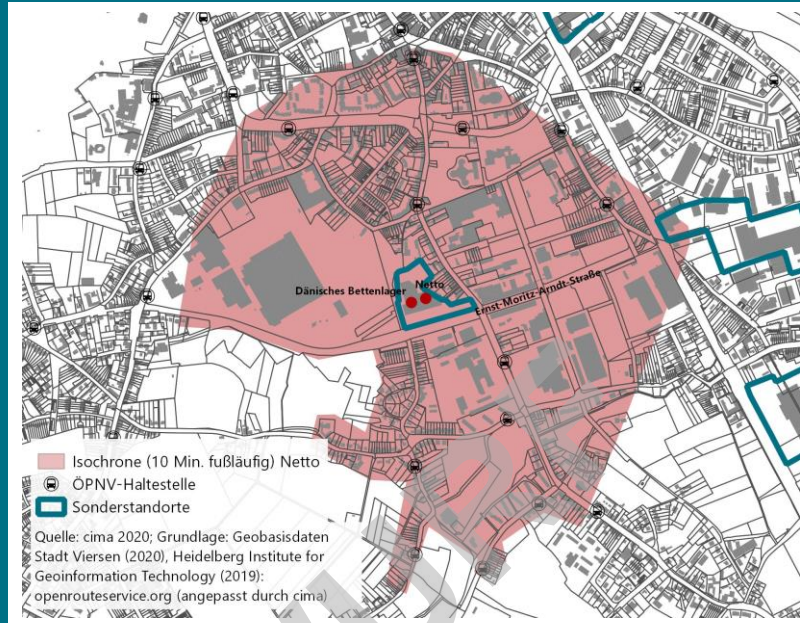 Netto
Dänisches Bettenlager
Ernst-Moritz-Arndt-Straße
Isochrone (10 Min. fußläufig) Netto
ÖPNV-Haltestelle
Sonderstandorte
Quelle: cima 2020; Grundlage: Geobasisdaten
Stadt Viersen (2020), Heidelberg Institute for
Geoinformation Technology (2019):
openrouteservice.org (angepasst durch cima)